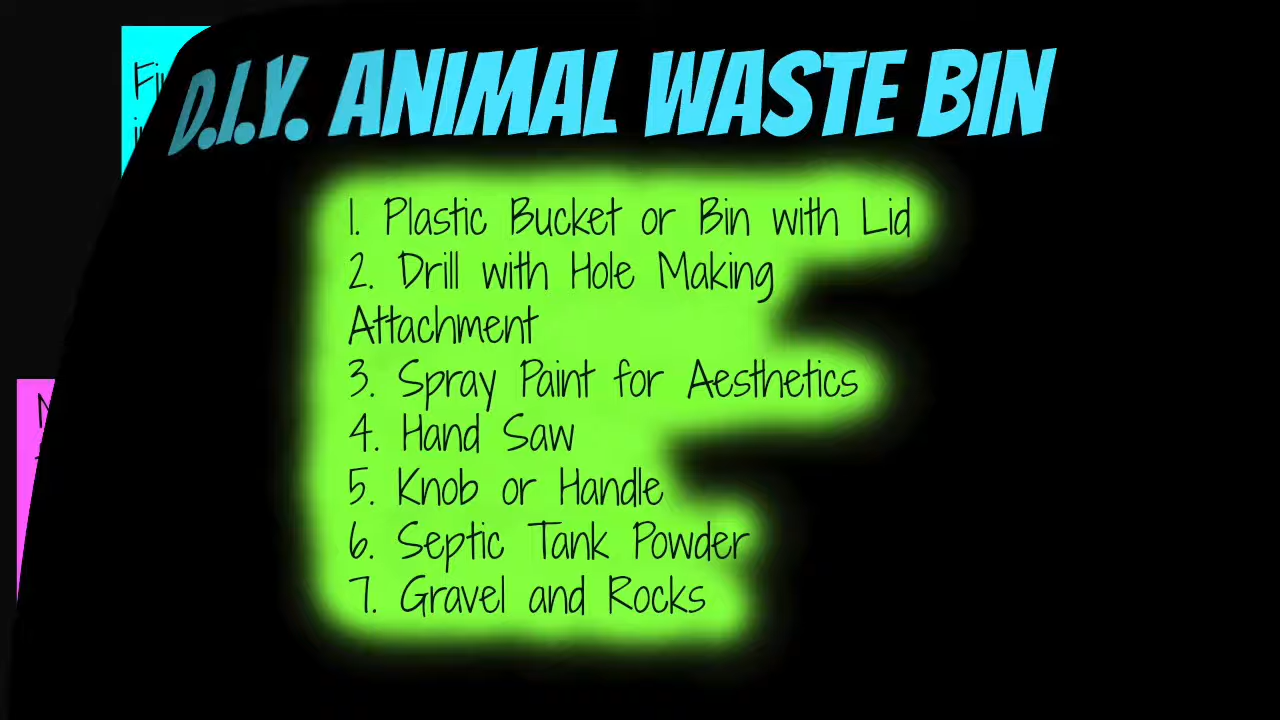 D.I.Y. ANIMAL WASTE BIN
1. Plastic Bucket or Bin with Lid
2. Drill with Hole Making
Attachment
3. Spray Paint for Aesthetics
4. Hand Saw
5. Knob or Handle
6. Septic Tank Powder
7. Gravel and Rocks